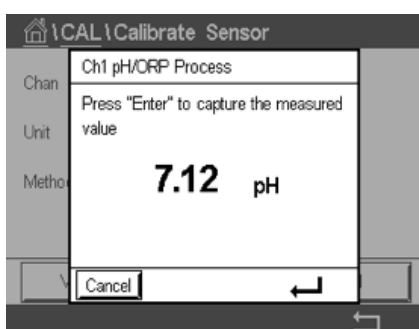 \CAL\Calibrate Sensor
Ch1 pH/ORP Process
Chan
Press "Enter" to capture the measured
value
Unit
7.12 pH
Cancel